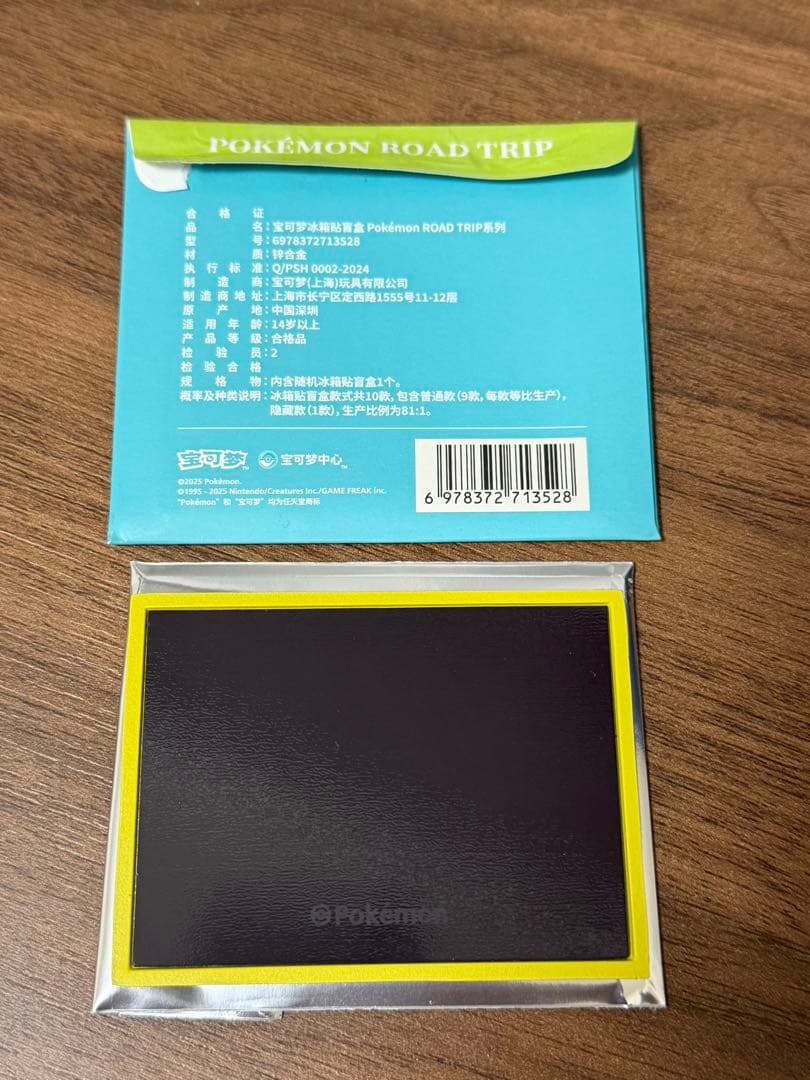 POKÉMON ROAD TRIP
合格证
品名：宝可梦冰箱贴盲盒 Pokémon ROAD TRIP系列
型号：6978372713528
材质：锌合金
执行标准：Q/PSH 0002-2024
制造商：宝可梦(上海)玩具有限公司
制造商地址：上海市长宁区定西路1555号11-12层
原产地：中国深圳
适用年龄：14岁以上
产品等级：合格品
检验员：2
检验合格
规格物：内含随机冰箱贴盲盒1个。
概率及种类说明：冰箱贴盲盒款式共10款，包含普通款（9款，每款等比生产），
隐藏款（1款），生产比例为81:1。
宝可梦™ 宝可梦中心™
©2025 Pokémon.
©1995 - 2025 Nintendo/Creatures Inc./GAME FREAK inc.
"Pokémon" 和 "宝可梦" 均为任天堂商标
6 978372 713528
©Pokémon